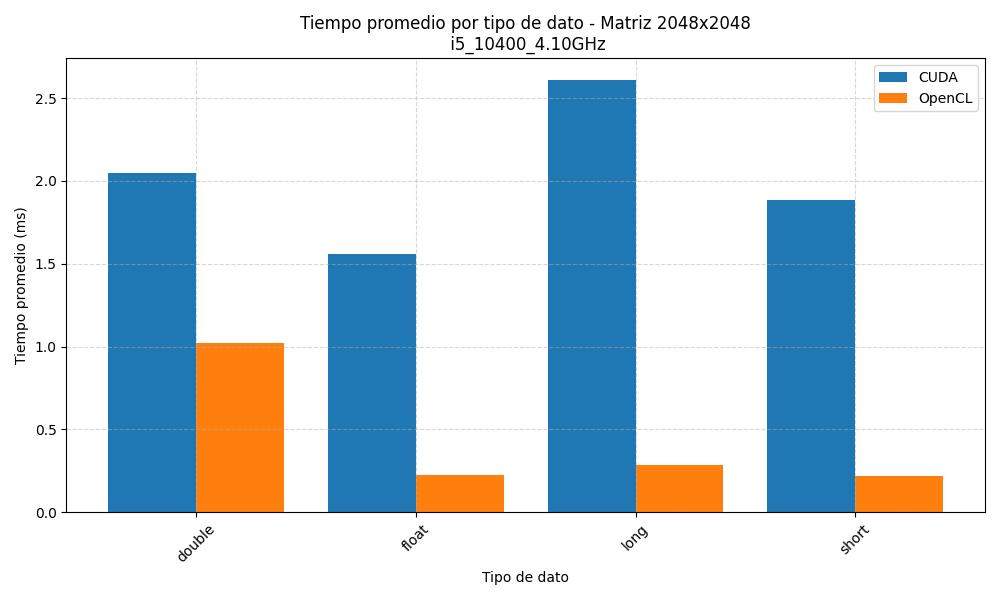 Tiempo promedio por tipo de dato - Matriz 2048x2048
i5_10400_4.10GHz
CUDA
OpenCL
Tiempo promedio (ms)
2.5
2.0
1.5
1.0
0.5
0.0
double
float
long
short
Tipo de dato